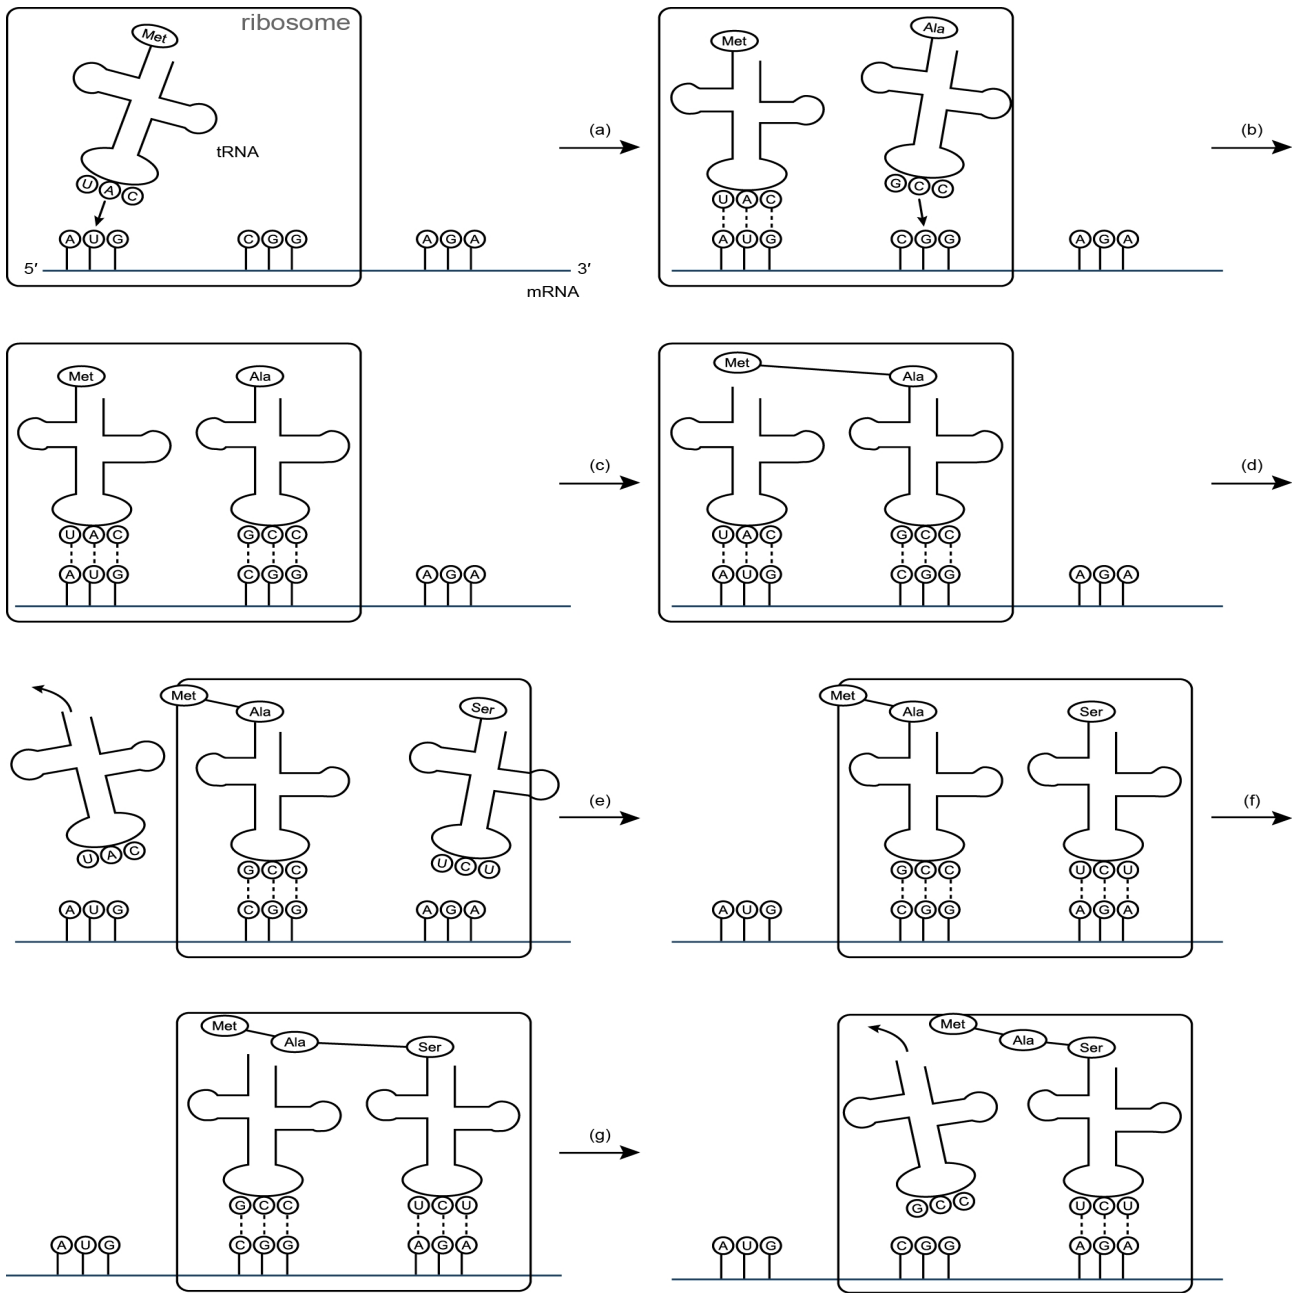 ribosome
Met
tRNA
U A C
A U G C G G A G A
5′ 3′
mRNA
(a)
Met Ala
U A C G C C
A U G C G G A G A
(b)
Met Ala
U A C G C C
A U G C G G A G A
(c)
Met Ala
U A C G C C
A U G C G G A G A
(d)
Met Ala Ser
U A C G C C U C U
A U G C G G A G A
(e)
Met Ala Ser
G C C U C U
A U G C G G A G A
(f)
Met Ala Ser
G C C U C U
A U G C G G A G A
(g)
Met Ala Ser
G C C U C U
A U G C G G A G A